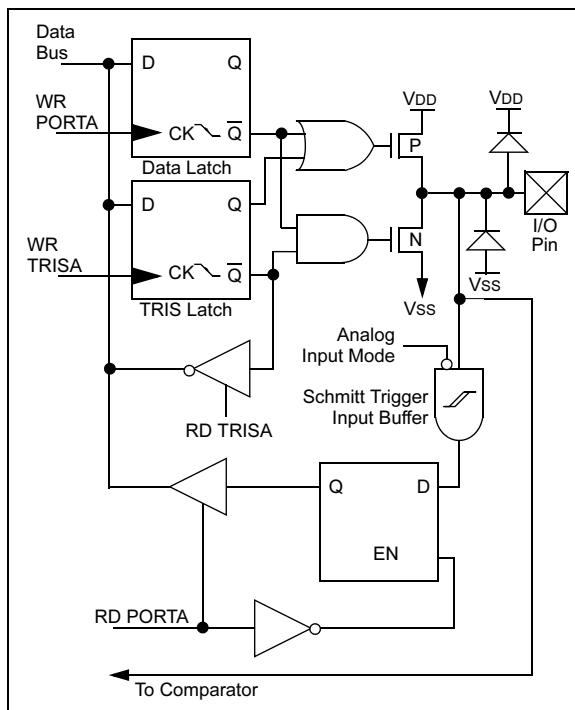 Data
Bus
D Q
VDD
VDD
WR
PORTA
CK Q
P
Data Latch
D Q
I/O
Pin
WR
TRISA
CK Q
N
VSS
TRIS Latch
VSS
Analog
Input Mode
Schmitt Trigger
Input Buffer
RD TRISA
Q D
EN
RD PORTA
To Comparator